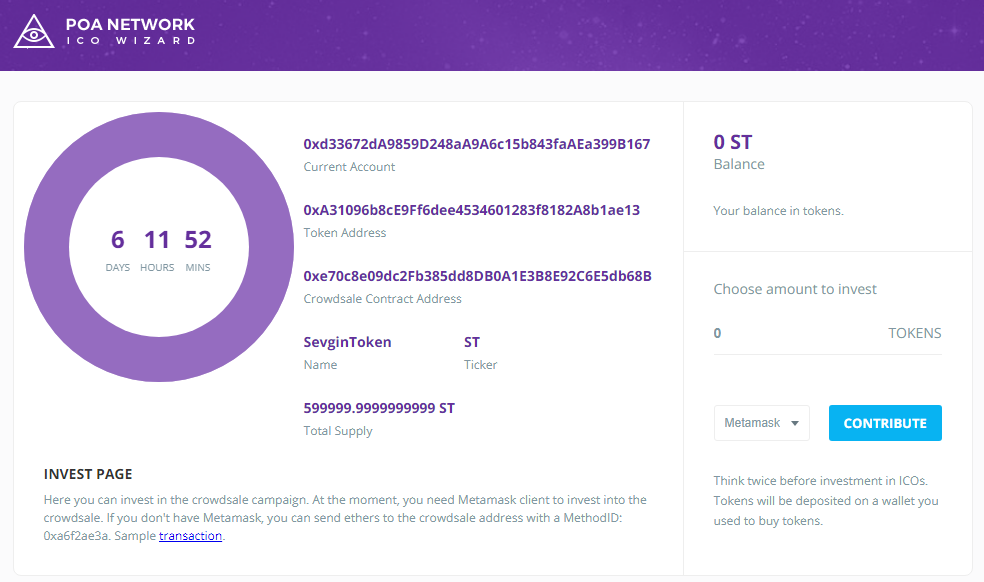 POA NETWORK
ICO WIZARD
6 11 52
DAYS HOURS MINS
0xd33672dA9859D248aA9A6c15b843faAEa399B167
Current Account
0xA31096b8cE9Ff6dee4534601283f8182A8b1ae13
Token Address
0xe70c8e09dc2Fb385dd8DB0A1E3B8E92C6E5db68B
Crowdsale Contract Address
SevginToken ST
Name Ticker
599999.9999999999 ST
Total Supply
INVEST PAGE
Here you can invest in the crowdsale campaign. At the moment, you need Metamask client to invest into the
crowdsale. If you don't have Metamask, you can send ethers to the crowdsale address with a MethodID:
0xa6f2ae3a. Sample transaction.
0 ST
Balance
Your balance in tokens.
Choose amount to invest
0 TOKENS
Metamask CONTRIBUTE
Think twice before investment in ICOs.
Tokens will be deposited on a wallet you
used to buy tokens.